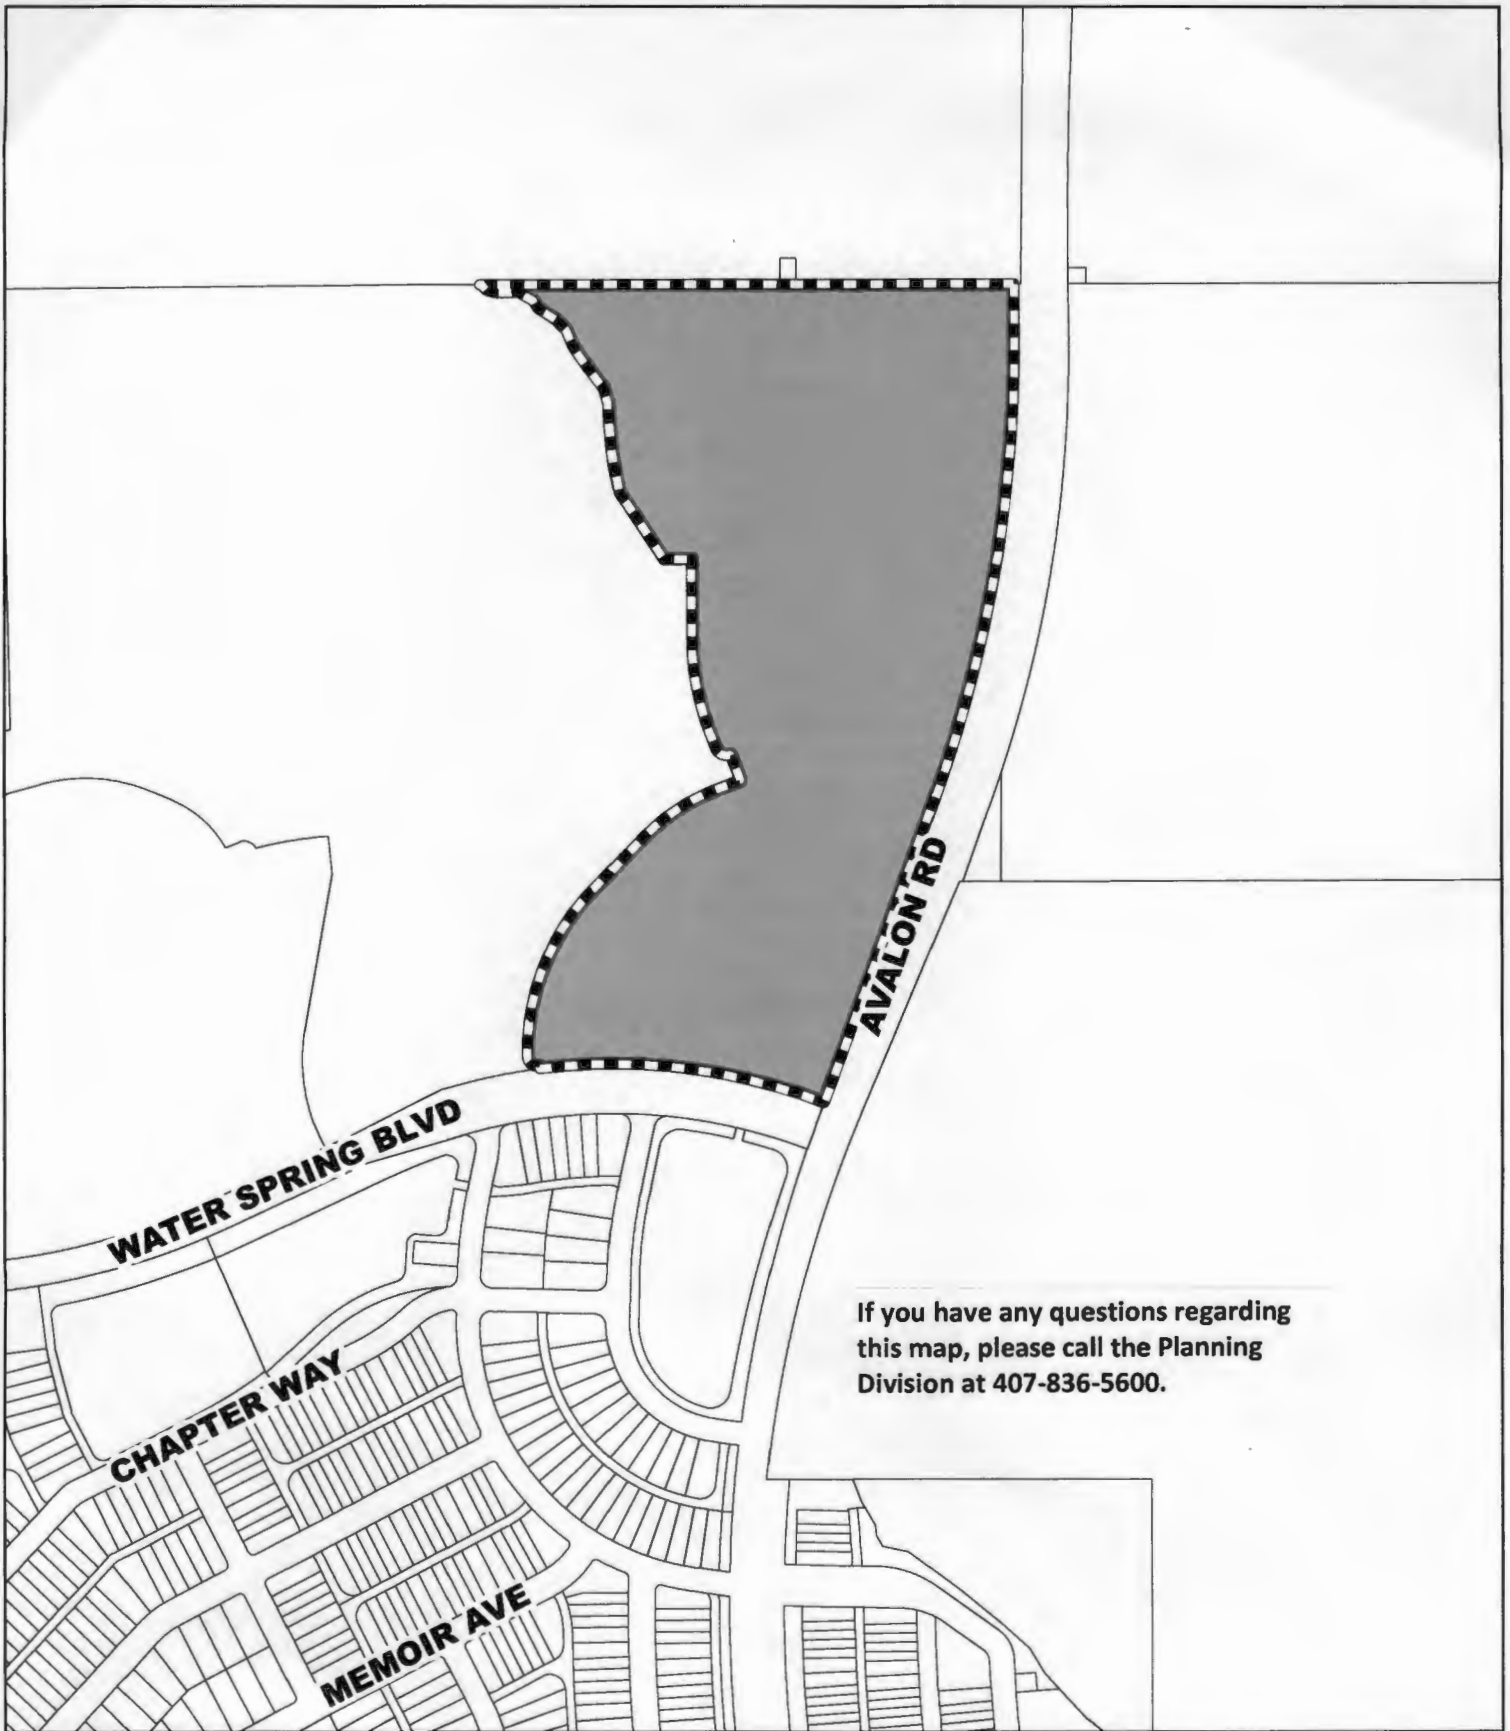 AVALON RD
WATER SPRING BLVD
If you have any questions regarding
this map, please call the Planning
Division at 407-836-5600.
CHAPTER WAY
MEMOIR AVE